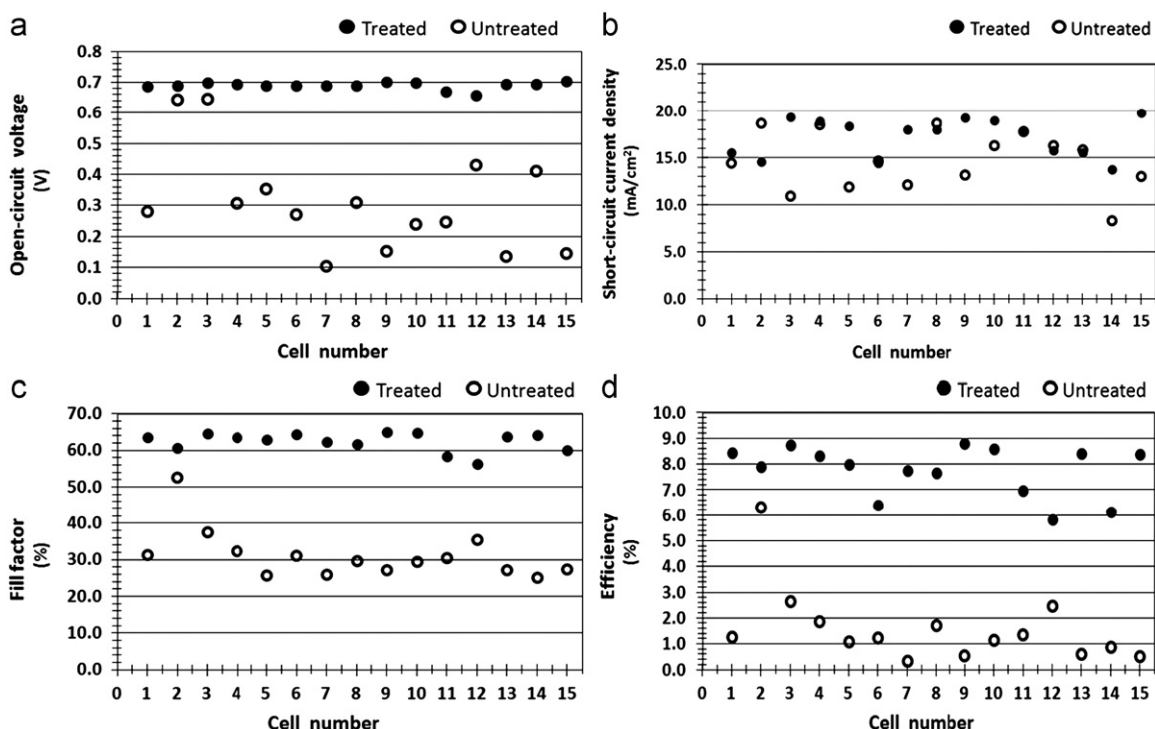 a
Treated Untreated
0.8
0.7
0.6
0.5
0.4
0.3
0.2
0.1
0.0
Open-circuit voltage
(V)
0 1 2 3 4 5 6 7 8 9 10 11 12 13 14 15
Cell number
b
Treated Untreated
25.0
20.0
15.0
10.0
5.0
0.0
Short-circuit current density
(mA/cm²)
0 1 2 3 4 5 6 7 8 9 10 11 12 13 14 15
Cell number
c
Treated Untreated
70.0
60.0
50.0
40.0
30.0
20.0
10.0
0.0
Fill factor
(%)
0 1 2 3 4 5 6 7 8 9 10 11 12 13 14 15
Cell number
d
Treated Untreated
10.0
9.0
8.0
7.0
6.0
5.0
4.0
3.0
2.0
1.0
0.0
Efficiency
(%)
0 1 2 3 4 5 6 7 8 9 10 11 12 13 14 15
Cell number